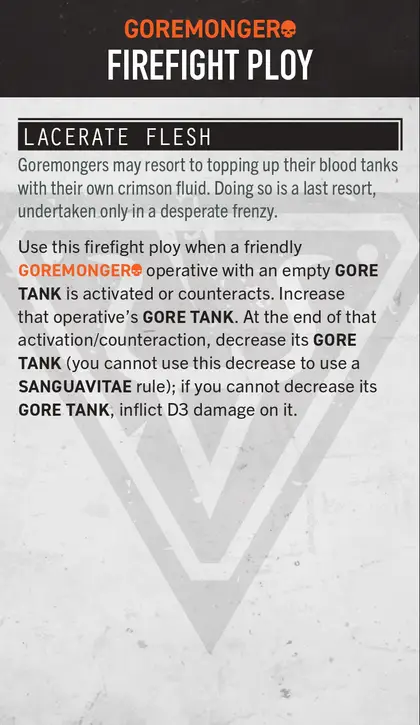 GOREMONGER
FIREFIGHT PLOY
LACERATE FLESH
Goremongers may resort to topping up their blood tanks
with their own crimson fluid. Doing so is a last resort,
undertaken only in a desperate frenzy.
Use this firefight ploy when a friendly
GOREMONGER operative with an empty GORE
TANK is activated or counteracts. Increase
that operative’s GORE TANK. At the end of that
activation/counteraction, decrease its GORE
TANK (you cannot use this decrease to use a
SANGUAVITAE rule); if you cannot decrease its
GORE TANK, inflict D3 damage on it.